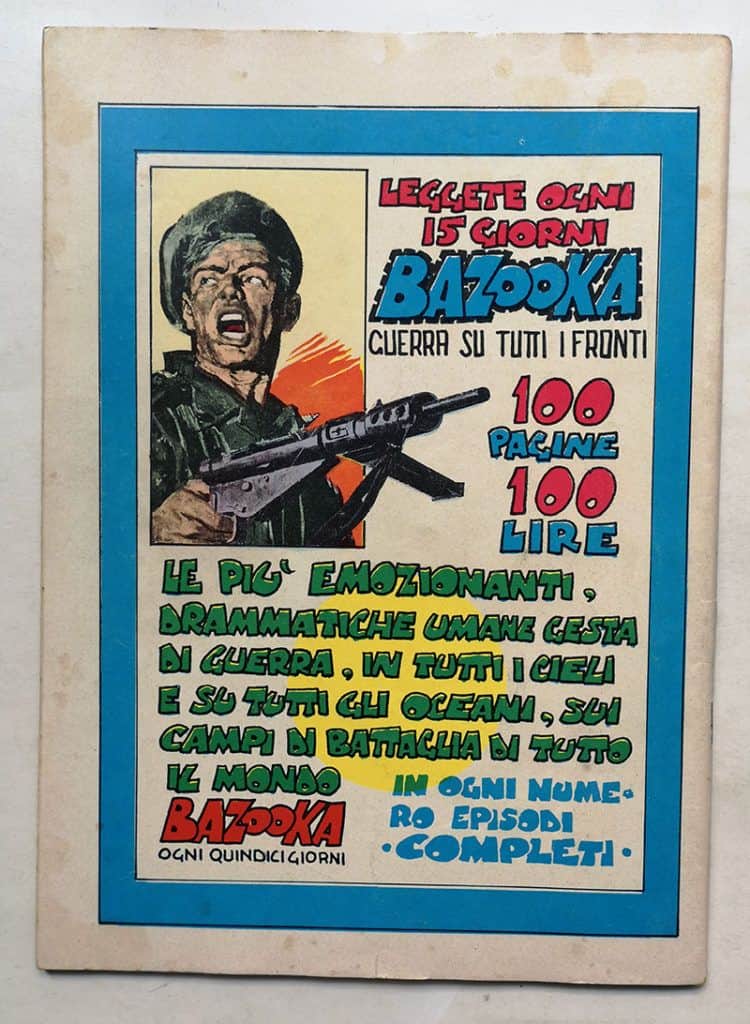 LEGGETE OGNI
15 GIORNI
BAZOOKA
GUERRA SU TUTTI I FRONTI
100
PAGINE
100
LIRE
LE PIU' EMOZIONANTI,
DRAMMATICHE UMANE GESTA
DI GUERRA, IN TUTTI I CIELI
E SU TUTTI GLI OCEANI, SUI
CAMPI DI BATTAGLIA DI TUTTO
IL MONDO
BAZOOKA
OGNI QUINDICI GIORNI
IN OGNI NUME-
RO EPISODI
•COMPLETI•